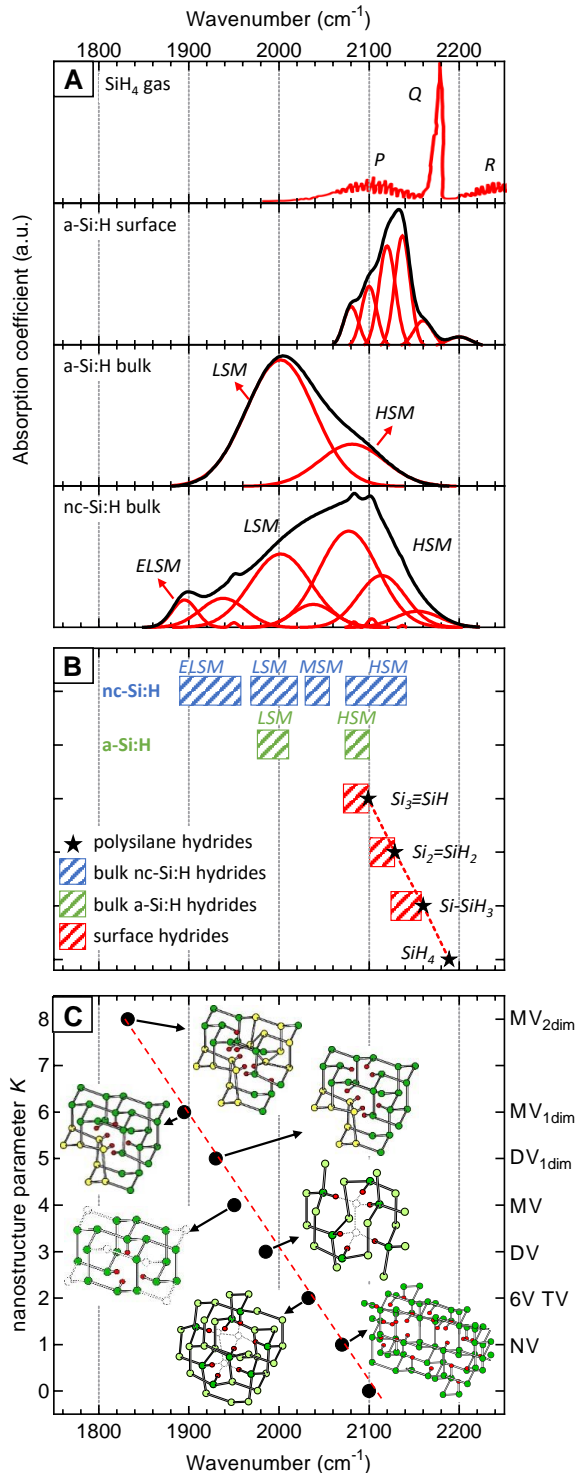 Wavenumber (cm⁻¹)
1800 1900 2000 2100 2200
A
SiH₄ gas
Q
P
R
a-Si:H surface
a-Si:H bulk
LSM
HSM
nc-Si:H bulk
LSM
HSM
ELSM
Absorption coefficient (a.u.)
B
ELSM LSM MSM HSM
nc-Si:H
LSM HSM
a-Si:H
Si₃≡SiH
polysilane hydrides
Si₂=SiH₂
bulk nc-Si:H hydrides
bulk a-Si:H hydrides
Si-SiH₃
surface hydrides
SiH₄
C
8 MV₂dim
7
6 MV₁dim
5 DV₁dim
4 MV
3 DV
2 6V TV
1 NV
0
nanostructure parameter K
1800 1900 2000 2100 2200
Wavenumber (cm⁻¹)